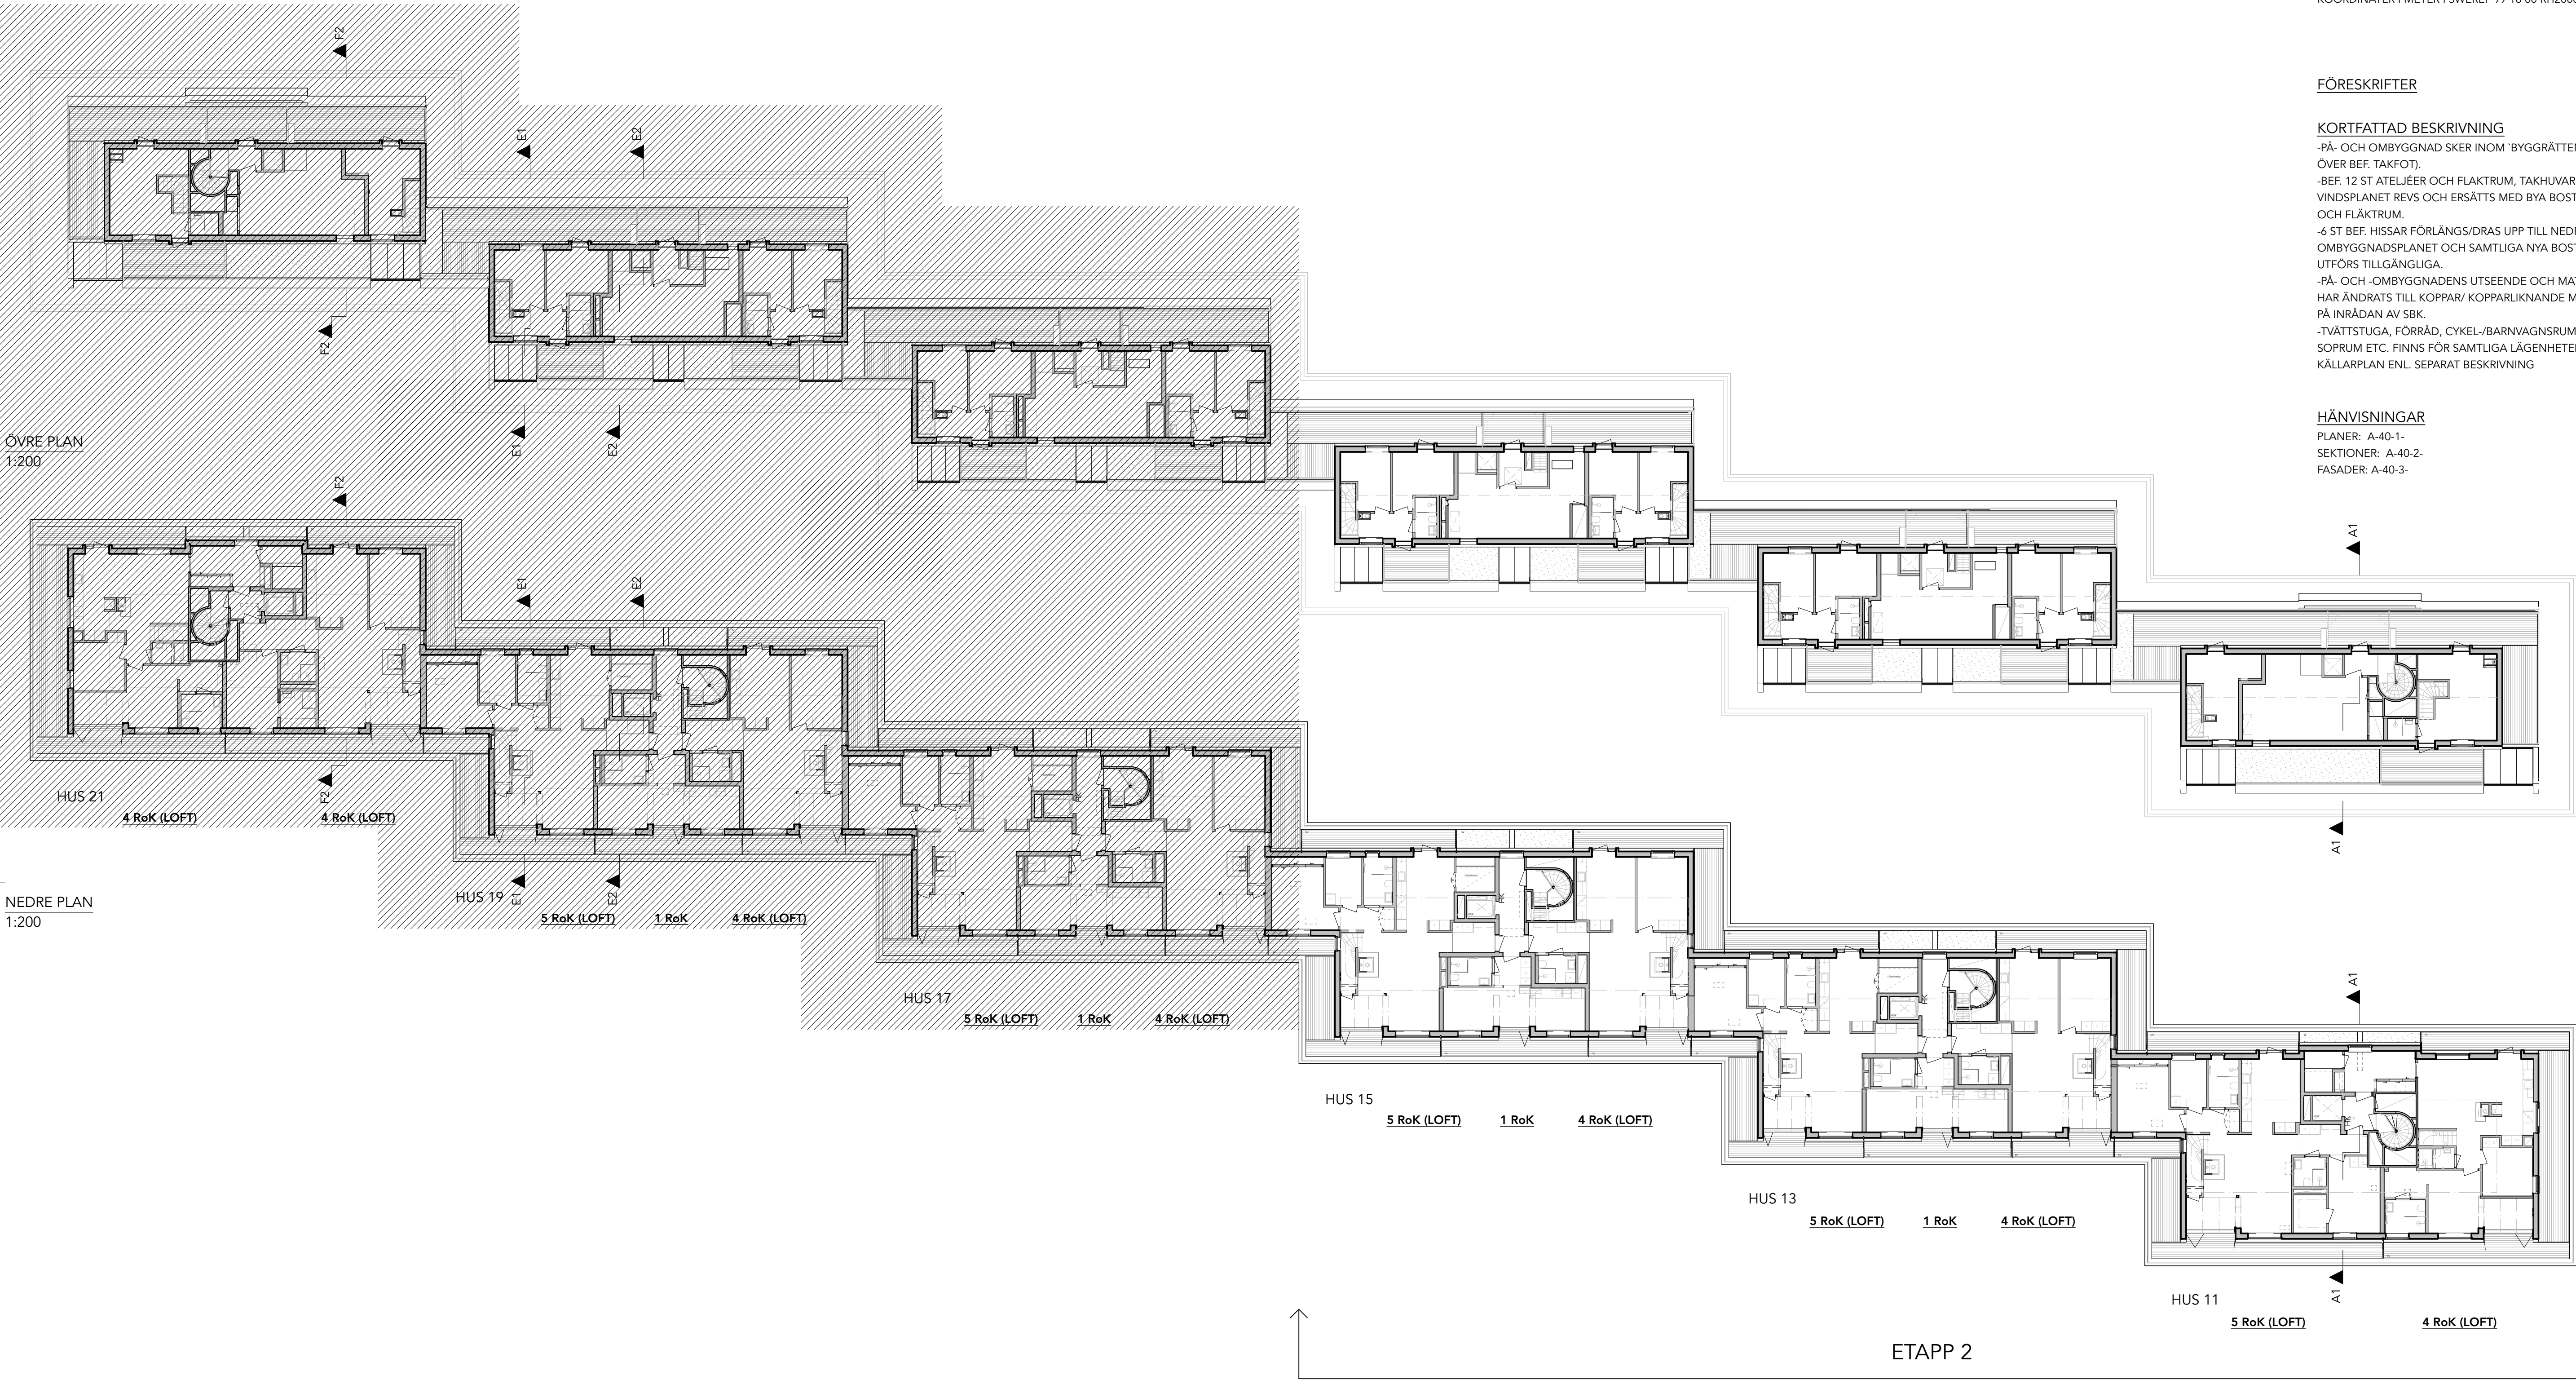 FÖRESKRIFTER
KORTFATTAD BESKRIVNING
-PÅ- OCH OMBYGGNAD SKER INOM `BYGGRÄTTEN
ÖVER BEF. TAKFOT).
-BEF. 12 ST ATELJÉER OCH FLAKTRUM, TAKHUVAR
VINDSPLANET REVS OCH ERSÄTTS MED BYA BOST
OCH FLÄKTRUM.
-6 ST BEF. HISSAR FÖRLÄNGS/DRAS UPP TILL NEDR
OMBYGGNADSPLANET OCH SAMTLIGA NYA BOST
UTFÖRS TILLGÄNGLIGA.
-PÅ- OCH -OMBYGGNADENS UTSEENDE OCH MAT
HAR ÄNDRATS TILL KOPPAR/ KOPPARLIKNANDE M
PÅ INRÅDAN AV SBK.
-TVÄTTSTUGA, FÖRRÅD, CYKEL-/BARNVAGNSRUM
SOPRUM ETC. FINNS FÖR SAMTLIGA LÄGENHETER
KÄLLARPLAN ENL. SEPARAT BESKRIVNING
HÄNVISNINGAR
PLANER: A-40-1-
SEKTIONER: A-40-2-
FASADER: A-40-3-
F2
E1
E2
F2
E1
E2
ÖVRE PLAN
1:200
A1
A1
F2
E1
E2
F2
HUS 21
4 RoK (LOFT)
4 RoK (LOFT)
NEDRE PLAN
1:200
HUS 19
E1
E2
5 RoK (LOFT)
1 RoK
4 RoK (LOFT)
HUS 17
5 RoK (LOFT)
1 RoK
4 RoK (LOFT)
HUS 15
5 RoK (LOFT)
1 RoK
4 RoK (LOFT)
HUS 13
5 RoK (LOFT)
1 RoK
4 RoK (LOFT)
A1
A1
HUS 11
5 RoK (LOFT)
4 RoK (LOFT)
ETAPP 2